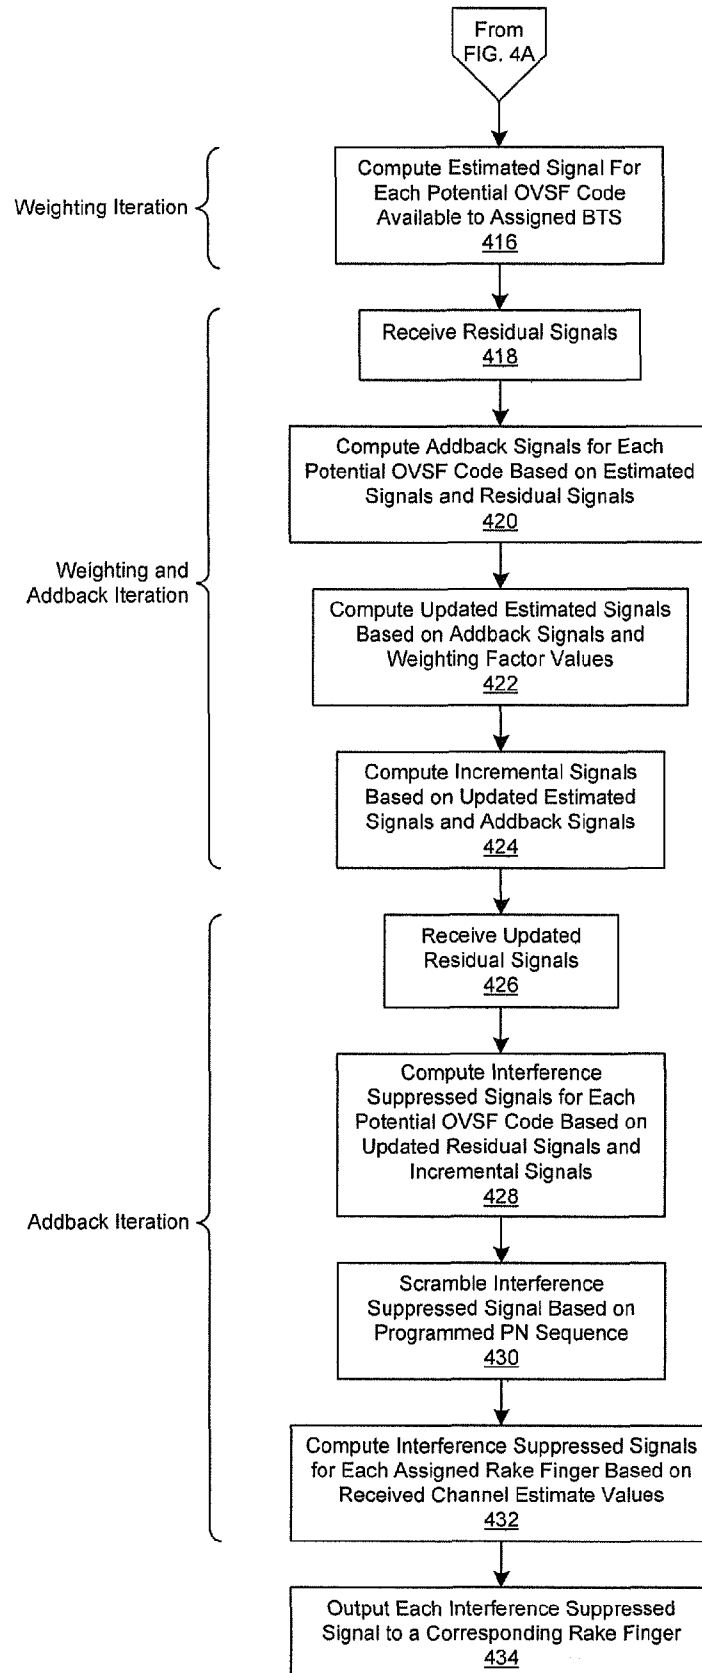 From
FIG. 4A
Weighting Iteration
Compute Estimated Signal For
Each Potential OVSF Code
Available to Assigned BTS
416
Weighting and
Addback Iteration
Receive Residual Signals
418
Compute Addback Signals for Each
Potential OVSF Code Based on Estimated
Signals and Residual Signals
420
Compute Updated Estimated Signals
Based on Addback Signals and
Weighting Factor Values
422
Compute Incremental Signals
Based on Updated Estimated
Signals and Addback Signals
424
Addback Iteration
Receive Updated
Residual Signals
426
Compute Interference
Suppressed Signals for Each
Potential OVSF Code Based on
Updated Residual Signals and
Incremental Signals
428
Scramble Interference
Suppressed Signal Based on
Programmed PN Sequence
430
Compute Interference Suppressed Signals
for Each Assigned Rake Finger Based on
Received Channel Estimate Values
432
Output Each Interference Suppressed
Signal to a Corresponding Rake Finger
434